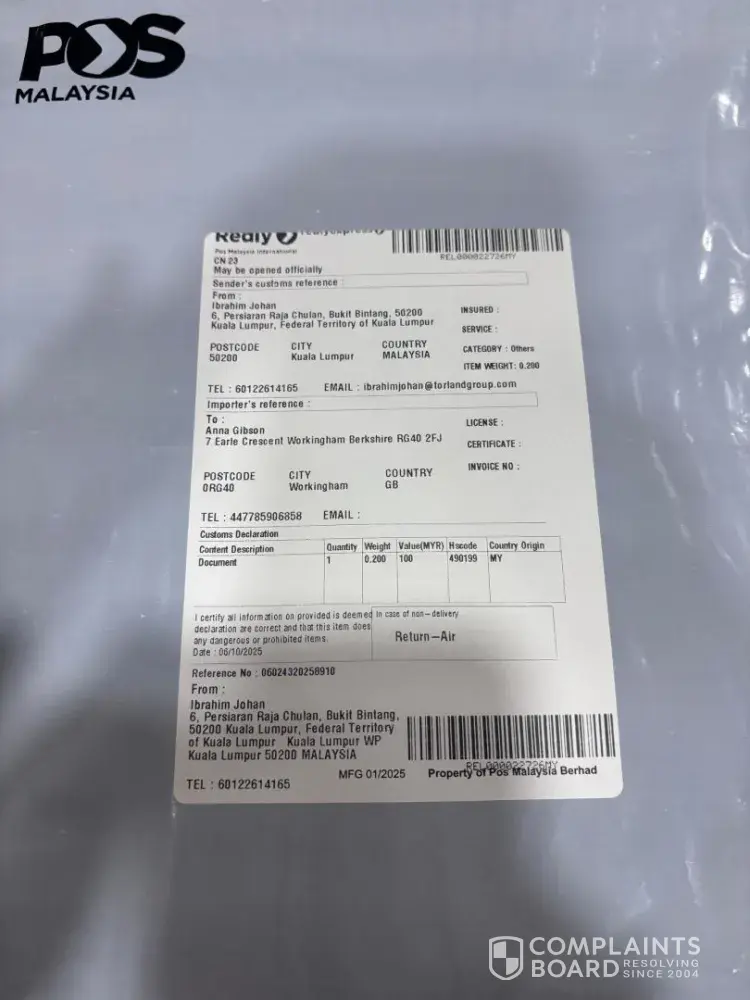 POS
MALAYSIA
Realy
Pos Malaysia International
REL000022726MY
CN 23
May be opened officially
Sender's customs reference :
From :
Ibrahim Johan
6, Persiaran Raja Chulan, Bukit Bintang, 50200
Kuala Lumpur, Federal Territory of Kuala Lumpur
INSURED :
SERVICE :
POSTCODE CITY COUNTRY
50200 Kuala Lumpur MALAYSIA
CATEGORY : Others
ITEM WEIGHT: 0.200
TEL : 60122614165 EMAIL : ibrahimjohan@torlandgroup.com
Importer's reference :
To :
Anna Gibson
7 Earle Crescent Workingham Berkshire RG40 2FJ
LICENSE :
CERTIFICATE :
INVOICE NO :
POSTCODE CITY COUNTRY
0RG40 Workingham GB
TEL : 447785906858 EMAIL :
Customs Declaration
Content Description Quantity Weight Value(MYR) Hscode Country Origin
Document 1 0.200 100 490199 MY
I certify all information on provided is deemed
declaration are correct and that this item does
any dangerous or prohibited items.
Date : 06/10/2025
In case of non-delivery
Return-Air
Reference No : 06024320258910
From :
Ibrahim Johan
6, Persiaran Raja Chulan, Bukit Bintang,
50200 Kuala Lumpur, Federal Territory
of Kuala Lumpur Kuala Lumpur WP
Kuala Lumpur 50200 MALAYSIA
REL000022726MY
TEL : 60122614165
MFG 01/2025 Property of Pos Malaysia Berhad
COMPLAINTS
BOARD RESOLVING
SINCE 2004